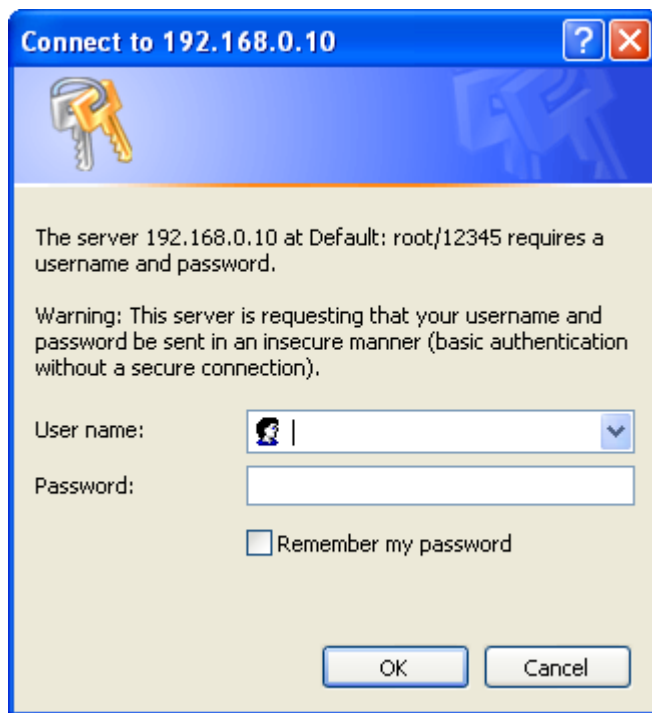 Connect to 192.168.0.10
The server 192.168.0.10 at Default: root/12345 requires a
username and password.
Warning: This server is requesting that your username and
password be sent in an insecure manner (basic authentication
without a secure connection).
User name:
Password:
Remember my password
OK Cancel